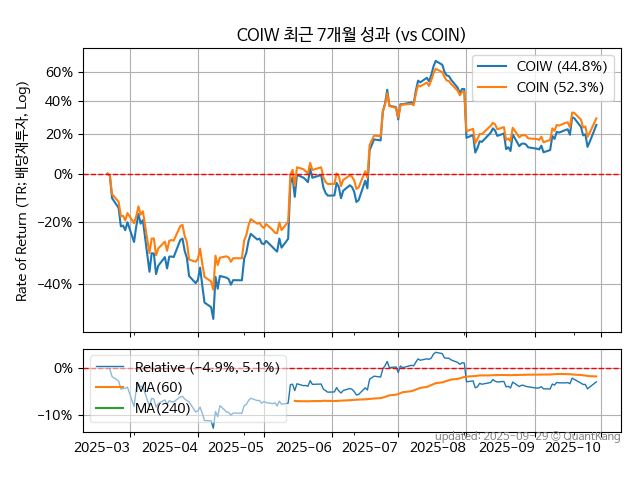 COIW 최근 7개월 성과 (vs COIN)
Rate of Return (TR: 배당재투자, Log)
60%
40%
20%
0%
−20%
−40%
COIW (44.8%)
COIN (52.3%)
0%
−10%
Relative (−4.9%, 5.1%)
MA(60)
MA(240)
updated: 2025-09-29 © QuantKang
2025-03 2025-04 2025-05 2025-06 2025-07 2025-08 2025-09 2025-10